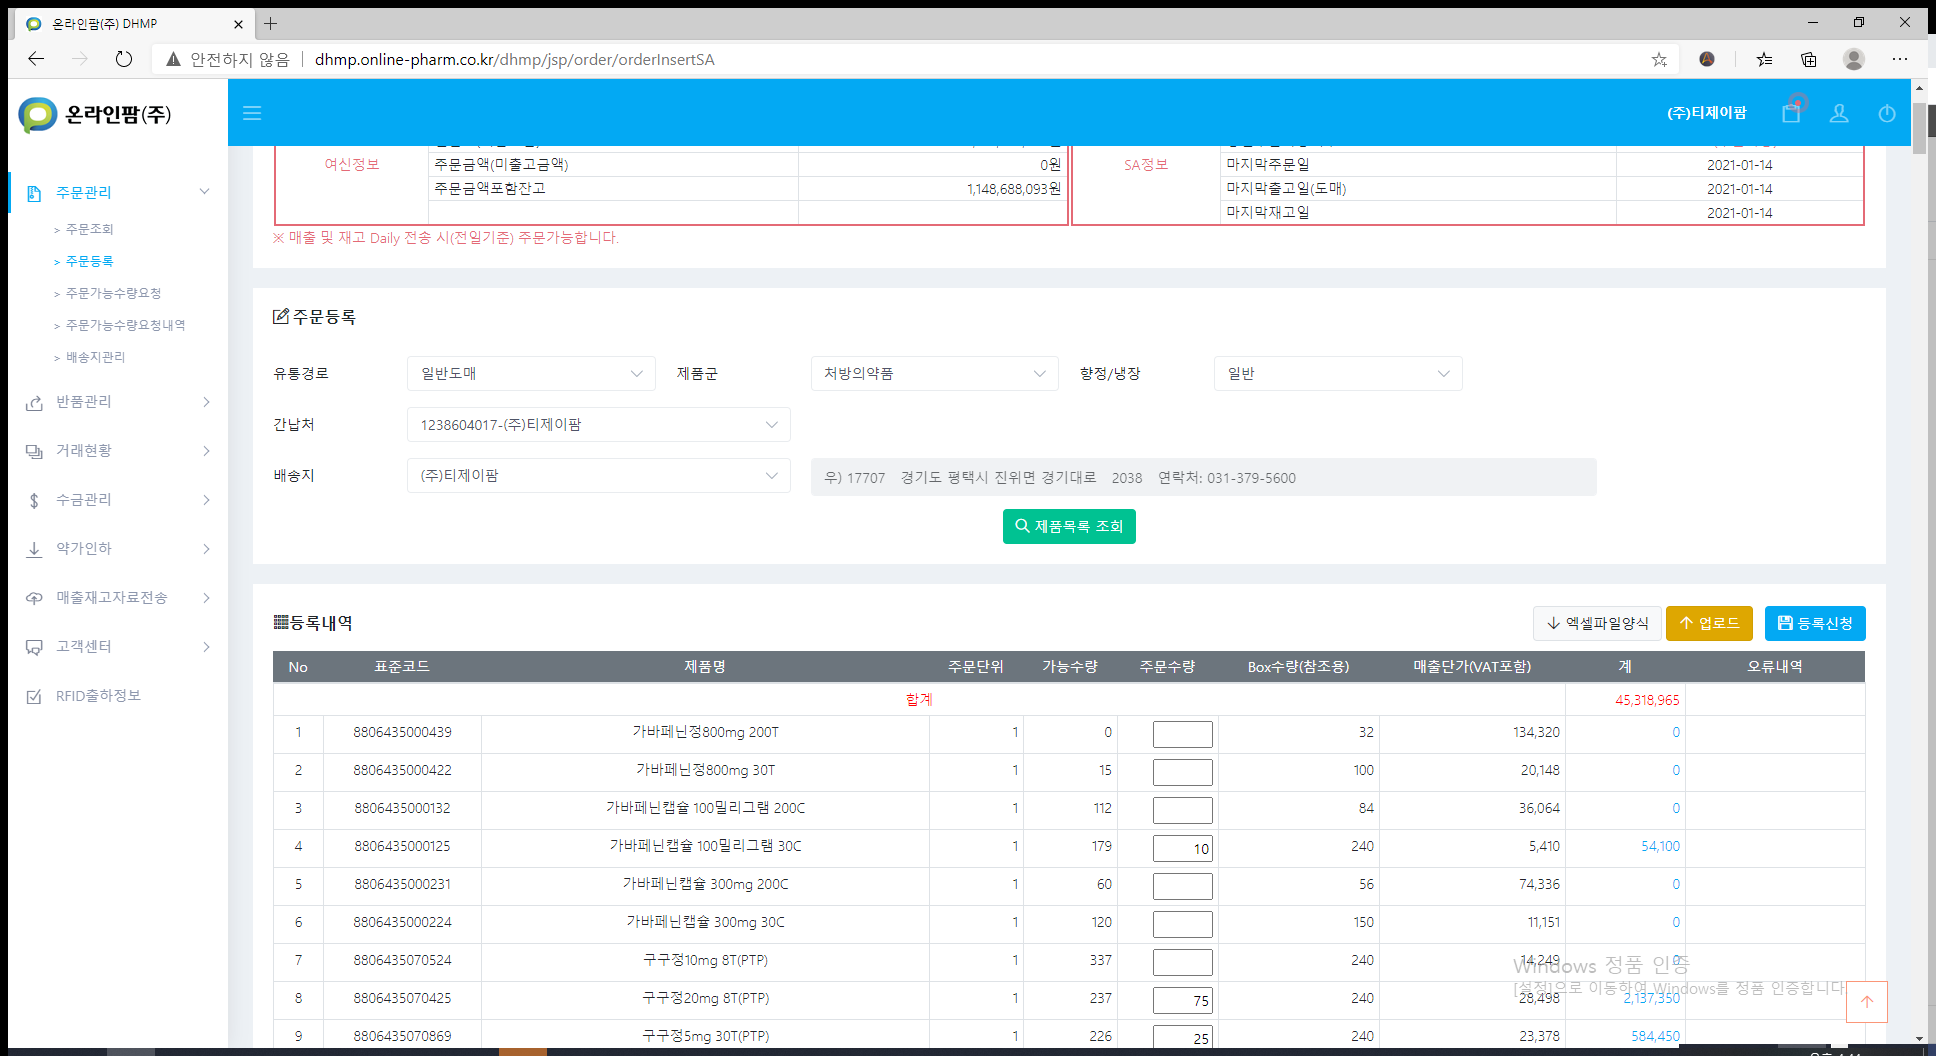 온라인팜(주) DHMP
안전하지 않음 dhmp.online-pharm.co.kr/dhmp/jsp/order/orderInsertSA
온라인팜(주)
(주)티제이팜
주문관리
> 주문조회
> 주문등록
> 주문가능수량요청
> 주문가능수량요청내역
> 배송지관리
반품관리
거래현황
수금관리
약가인하
매출재고자료전송
고객센터
RFID출하정보
여신정보 주문금액(미출고금액) 0원 SA정보 마지막주문일 2021-01-14
주문금액포함잔고 1,148,688,093원 마지막출고일(도매) 2021-01-14
마지막재고일 2021-01-14
※ 매출 및 재고 Daily 전송 시(전일기준) 주문가능합니다.
주문등록
유통경로 일반도매 제품군 처방의약품 향정/냉장 일반
간납처 1238604017-(주)티제이팜
배송지 (주)티제이팜 우) 17707 경기도 평택시 진위면 경기대로 2038 연락처: 031-379-5600
제품목록 조회
등록내역 엑셀파일양식 업로드 등록신청
No 표준코드 제품명 주문단위 가능수량 주문수량 Box수량(참조용) 매출단가(VAT포함) 계 오류내역
합계 45,318,965
1 8806435000439 가바페닌정800mg 200T 1 0 32 134,320 0
2 8806435000422 가바페닌정800mg 30T 1 15 100 20,148 0
3 8806435000132 가바페닌캡슐 100밀리그램 200C 1 112 84 36,064 0
4 8806435000125 가바페닌캡슐 100밀리그램 30C 1 179 10 240 5,410 54,100
5 8806435000231 가바페닌캡슐 300mg 200C 1 60 56 74,336 0
6 8806435000224 가바페닌캡슐 300mg 30C 1 120 150 11,151 0
7 8806435070524 구구정10mg 8T(PTP) 1 337 240 14,249 0
8 8806435070425 구구정20mg 8T(PTP) 1 237 75 240 28,498 2,137,350
9 8806435070869 구구정5mg 30T(PTP) 1 226 25 240 23,378 584,450
Windows 정품 인증
[설정]으로 이동하여 Windows를 정품 인증합니다